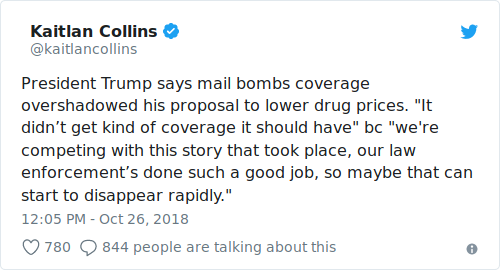 Kaitlan Collins
@kaitlancollins
President Trump says mail bombs coverage
overshadowed his proposal to lower drug prices. "It
didn’t get kind of coverage it should have" bc "we're
competing with this story that took place, our law
enforcement’s done such a good job, so maybe that can
start to disappear rapidly."
12:05 PM - Oct 26, 2018
780 844 people are talking about this